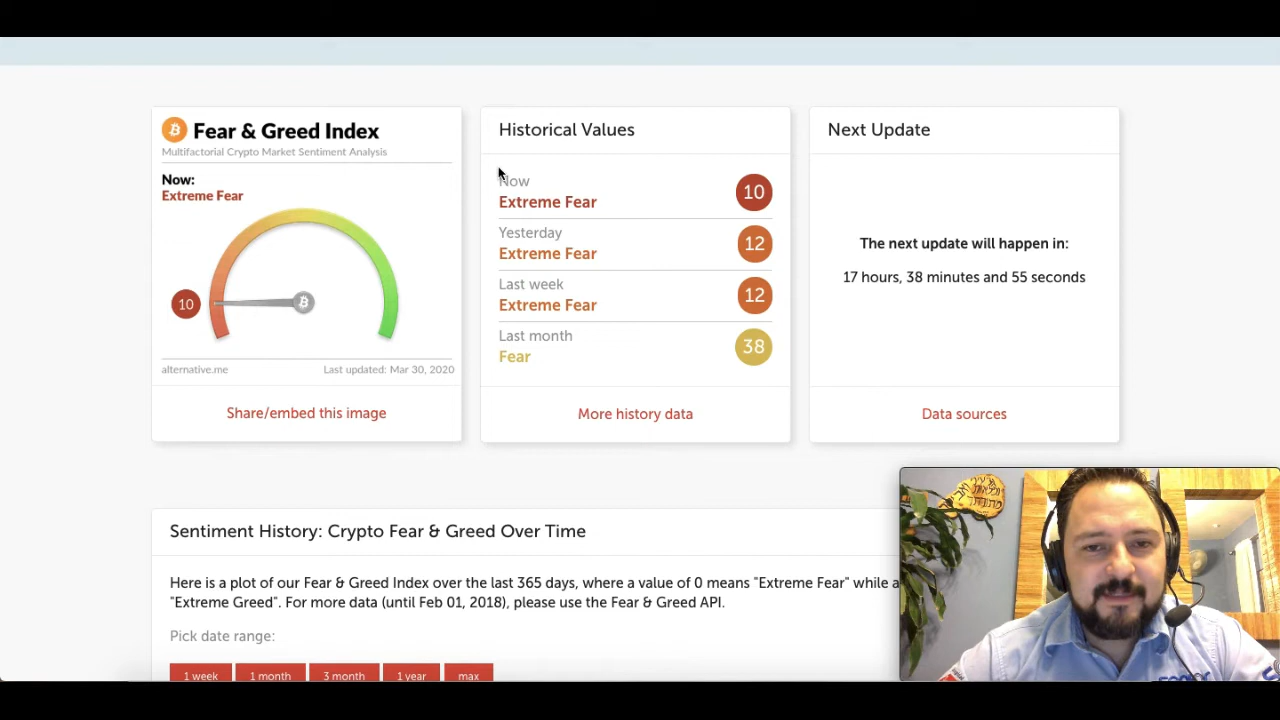 Fear & Greed Index
Multifactorial Crypto Market Sentiment Analysis
Now:
Extreme Fear
10
alternative.me
Last updated: Mar 30, 2020
Share/embed this image
Historical Values
Now
Extreme Fear
10
Yesterday
Extreme Fear
12
Last week
Extreme Fear
12
Last month
Fear
38
More history data
Next Update
The next update will happen in:
17 hours, 38 minutes and 55 seconds
Data sources
Sentiment History: Crypto Fear & Greed Over Time
Here is a plot of our Fear & Greed Index over the last 365 days, where a value of 0 means "Extreme Fear" while a
"Extreme Greed". For more data (until Feb 01, 2018), please use the Fear & Greed API.
Pick date range:
1 week
1 month
3 month
1 year
max